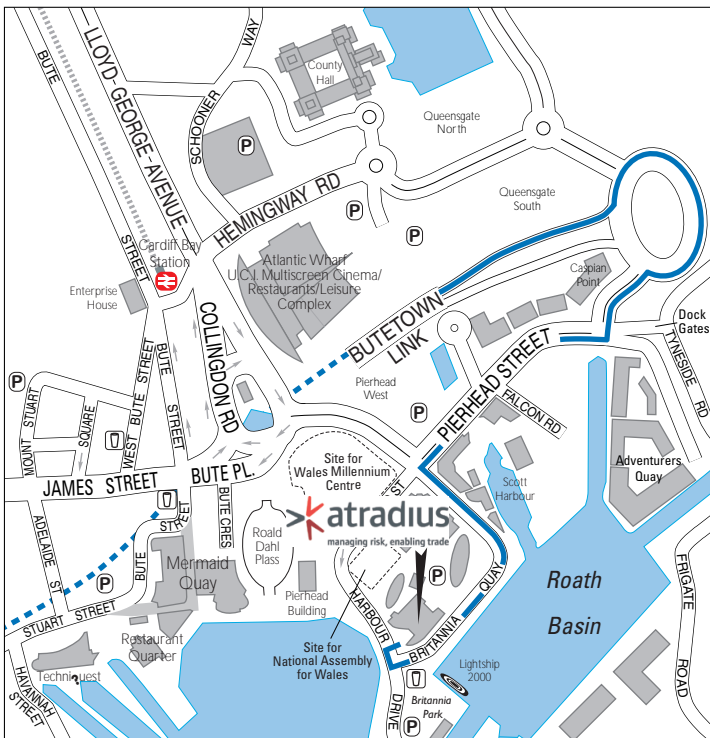 BUTE
STREET
LLOYD-GEORGE-AVENUE
SCHOONER
WAY
County
Hall
Queensgate
North
P
HEMINGWAY RD
Queensgate
South
P
P
Cardiff Bay
Station
Enterprise
House
Atlantic Wharf
U.C.I. Multiscreen Cinema/
Restaurants/Leisure
Complex
Caspian
Point
BUTETOWN
LINK
Dock
Gates
TYNESIDE RD
COLLINGDON RD
PIERHEAD STREET
P
MOUNT STUART
SQUARE
WEST BUTE STREET
BUTE
STREET
Pierhead
West
P
FALCON RD
JAMES STREET
BUTE PL.
Site for
Wales Millennium
Centre
ST
Scott
Harbour
Adventurers
Quay
ADELAIDE ST
BUTE
STREET
BUTE CRES
Roald
Dahl
Plass
atradius
managing risk, enabling trade
P
Mermaid
Quay
P
Pierhead
Building
HARBOUR
DRIVE
BRITANNIA
QUAY
Roath
Basin
FRIGATE
ROAD
STUART STREET
Restaurant
Quarter
Techniquest
?
HAVANNAH
STREET
Site for
National Assembly
for Wales
Lightship
2000
Britannia
Park
P